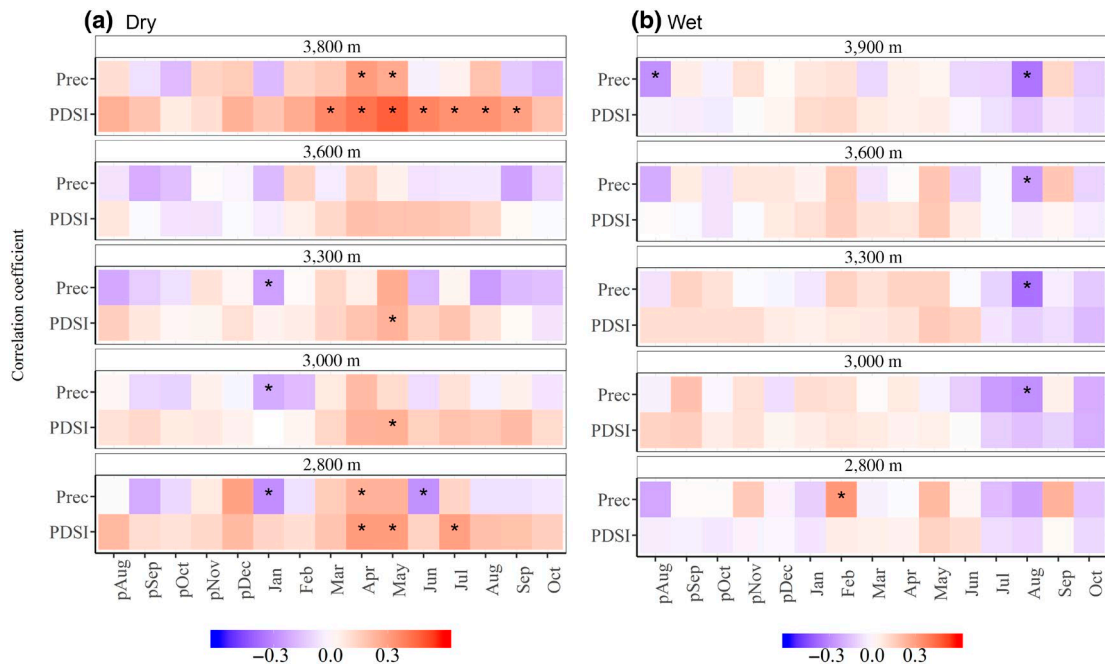 (a) Dry
3,800 m
Prec * *
PDSI * * * * * * *
3,600 m
Prec
PDSI
3,300 m
Prec *
PDSI *
3,000 m
Prec *
PDSI *
2,800 m
Prec * * *
PDSI * * *
pAug pSep pOct pNov pDec Jan Feb Mar Apr May Jun Jul Aug Sep Oct
−0.3 0.0 0.3
Correlation coefficient
(b) Wet
3,900 m
Prec * *
PDSI
3,600 m
Prec *
PDSI
3,300 m
Prec *
PDSI
3,000 m
Prec *
PDSI
2,800 m
Prec *
PDSI
pAug pSep pOct pNov pDec Jan Feb Mar Apr May Jun Jul Aug Sep Oct
−0.3 0.0 0.3